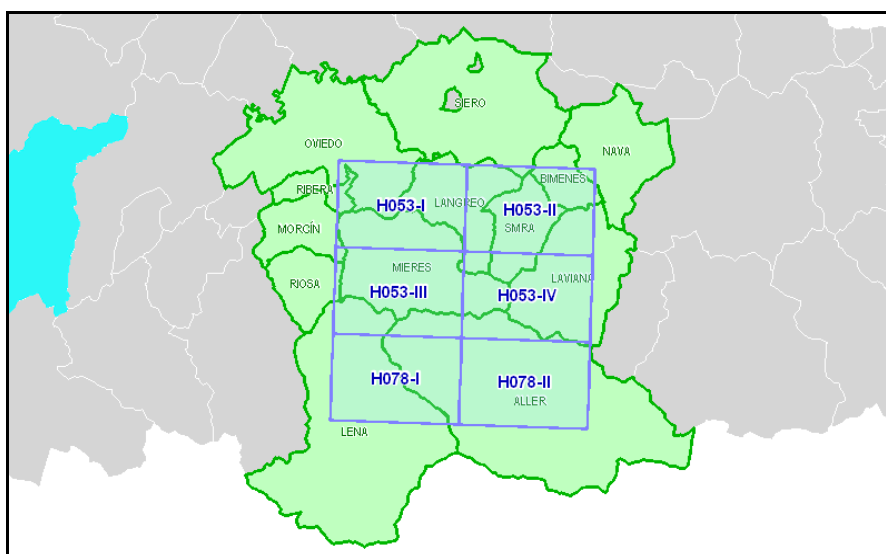 SIERO
OVIEDO
NAVA
BIMENES
RIBERA
LANGREO
H053-I
H053-II
MORCÍN
SMRA
MIERES
LAVIANA
RIOSA
H053-III
H053-IV
H078-I
H078-II
ALLER
LENA